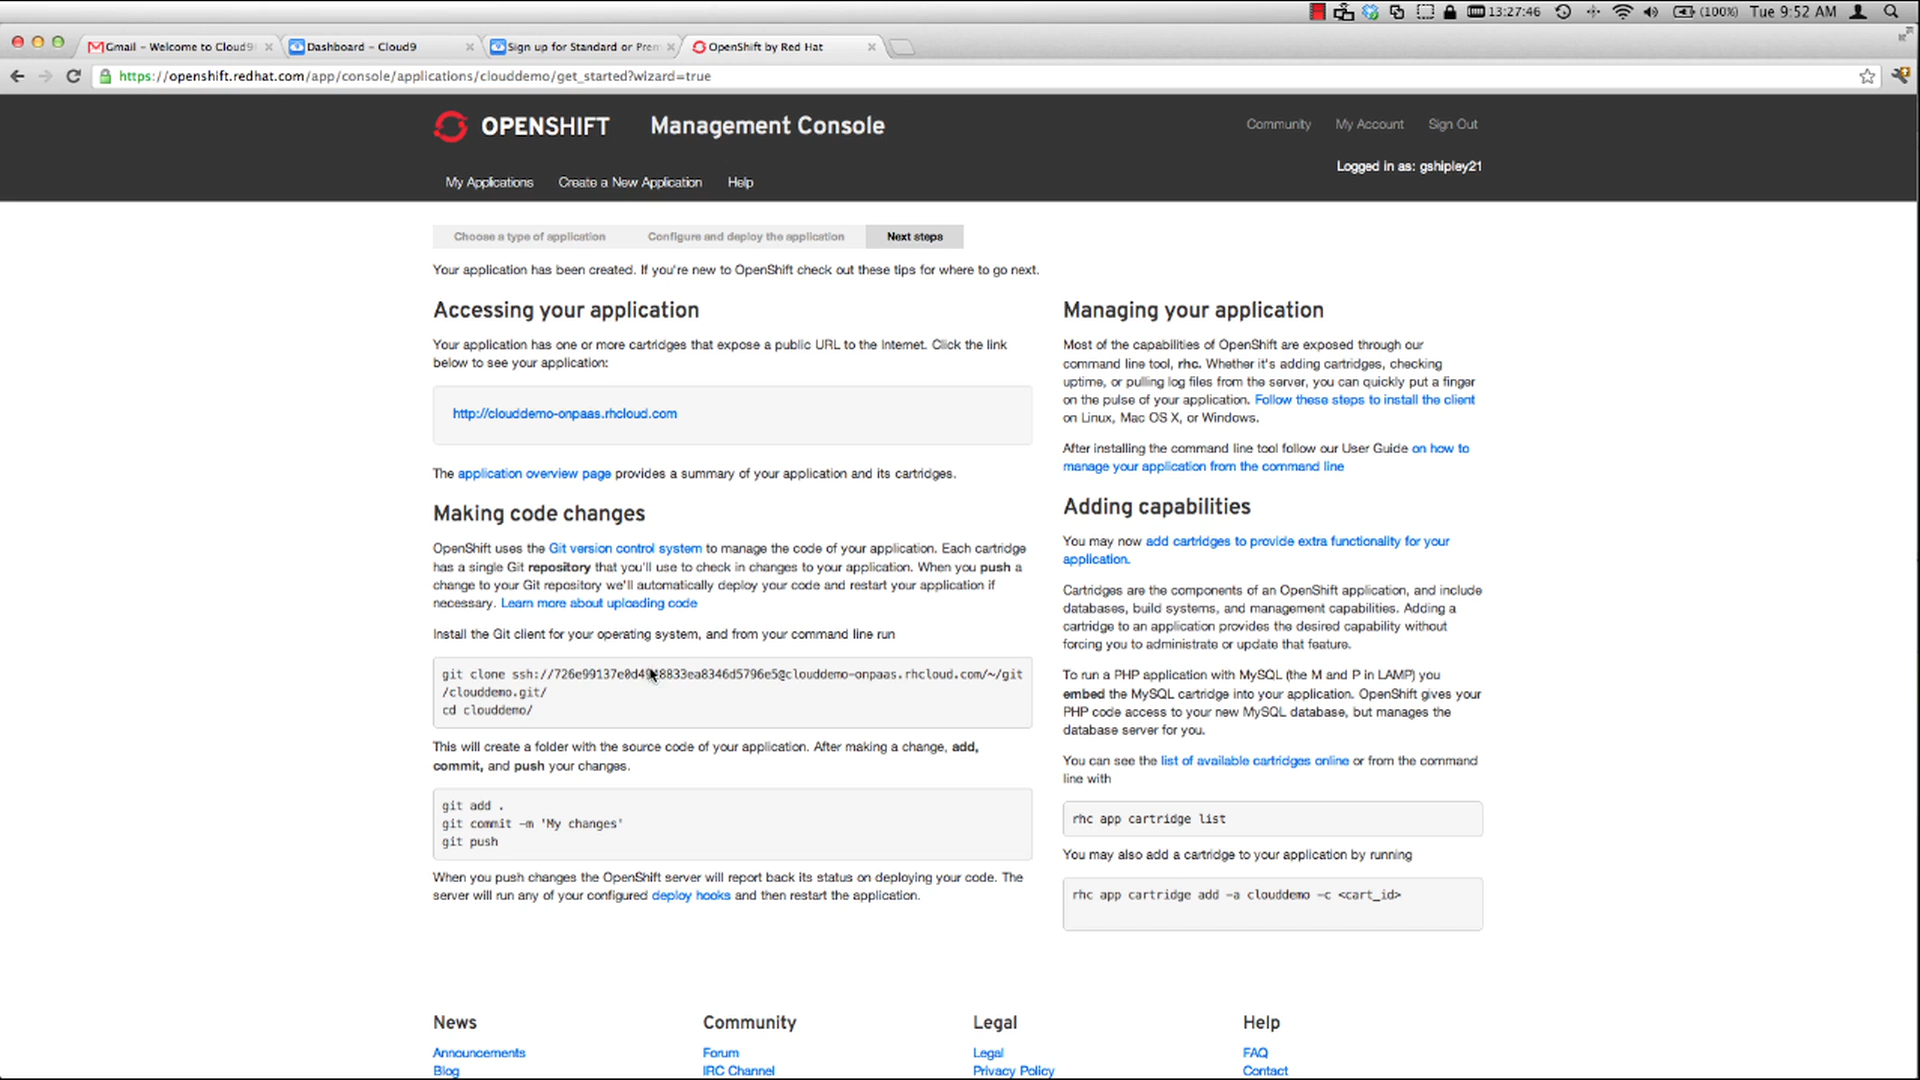 13:27:46 (100%) Tue 9:52 AM
Gmail – Welcome to Cloud9
Dashboard – Cloud9
Sign up for Standard or Prem
OpenShift by Red Hat
https://openshift.redhat.com/app/console/applications/clouddemo/get_started?wizard=true
OPENSHIFT Management Console
Community My Account Sign Out
Logged in as: gshipley21
My Applications Create a New Application Help
Choose a type of application Configure and deploy the application Next steps
Your application has been created. If you're new to OpenShift check out these tips for where to go next.
Accessing your application
Your application has one or more cartridges that expose a public URL to the Internet. Click the link
below to see your application:
http://clouddemo-onpaas.rhcloud.com
The application overview page provides a summary of your application and its cartridges.
Making code changes
OpenShift uses the Git version control system to manage the code of your application. Each cartridge
has a single Git repository that you'll use to check in changes to your application. When you push a
change to your Git repository we'll automatically deploy your code and restart your application if
necessary. Learn more about uploading code
Install the Git client for your operating system, and from your command line run
git clone
/clouddemo.git/
cd clouddemo/
This will create a folder with the source code of your application. After making a change, add,
commit, and push your changes.
git add .
git commit -m 'My changes'
git push
When you push changes the OpenShift server will report back its status on deploying your code. The
server will run any of your configured deploy hooks and then restart the application.
Managing your application
Most of the capabilities of OpenShift are exposed through our
command line tool, rhc. Whether it's adding cartridges, checking
uptime, or pulling log files from the server, you can quickly put a finger
on the pulse of your application. Follow these steps to install the client
on Linux, Mac OS X, or Windows.
After installing the command line tool follow our User Guide on how to
manage your application from the command line
Adding capabilities
You may now add cartridges to provide extra functionality for your
application.
Cartridges are the components of an OpenShift application, and include
databases, build systems, and management capabilities. Adding a
cartridge to an application provides the desired capability without
forcing you to administrate or update that feature.
To run a PHP application with MySQL (the M and P in LAMP) you
embed the MySQL cartridge into your application. OpenShift gives your
PHP code access to your new MySQL database, but manages the
database server for you.
You can see the list of available cartridges online or from the command
line with
rhc app cartridge list
You may also add a cartridge to your application by running
rhc app cartridge add -a clouddemo -c <cart_id>
News
Announcements
Blog
Community
Forum
IRC Channel
Legal
Legal
Privacy Policy
Help
FAQ
Contact